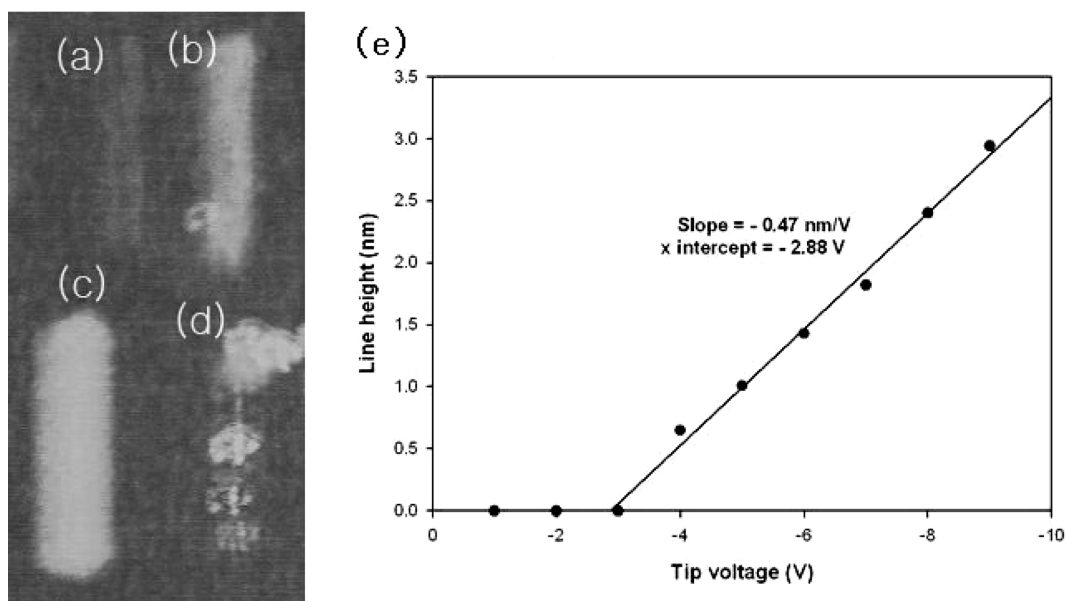 (a)
(b)
(c)
(d)
(e)
3.5
3.0
2.5
2.0
1.5
1.0
0.5
0.0
Line height (nm)
Slope = - 0.47 nm/V
x intercept = - 2.88 V
0
-2
-4
-6
-8
-10
Tip voltage (V)